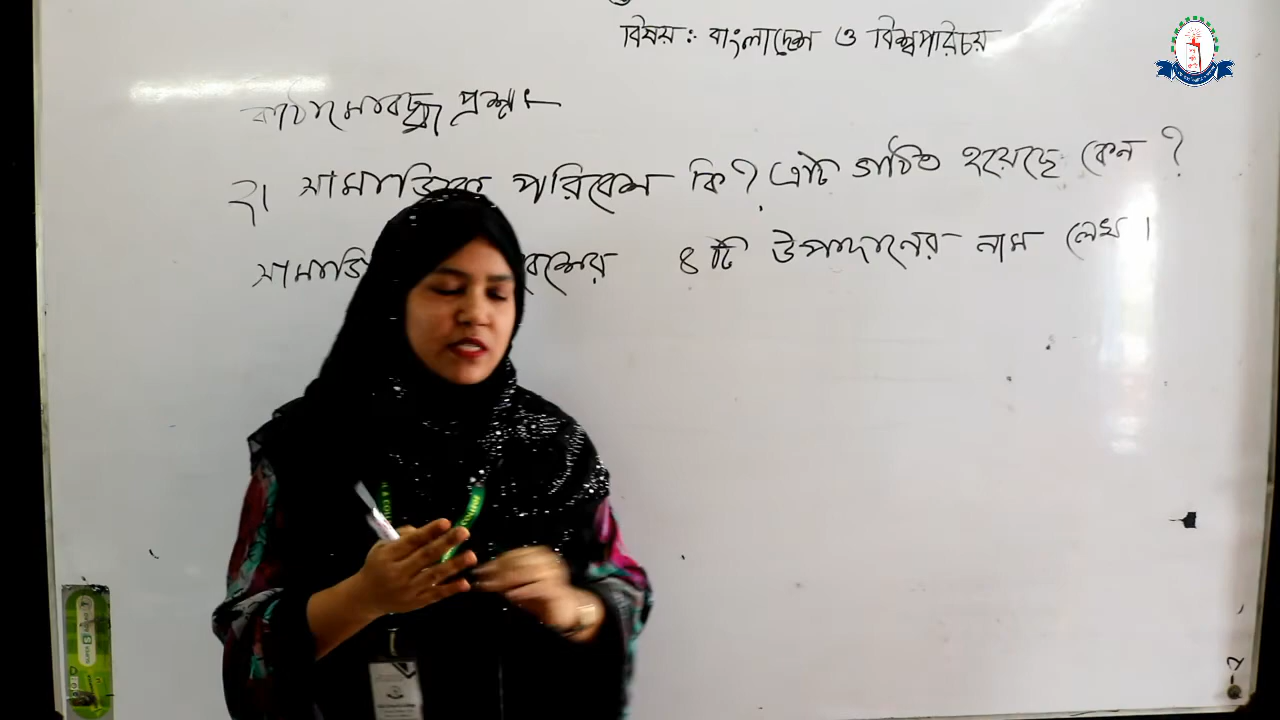 বিষয়: বাংলাদেশ ও বিশ্বপরিচয়
কাঠামোবদ্ধ প্রশ্ন:-
২। সামাজিক পরিবেশ কি? এটি গঠিত হয়েছে কেন?
সামাজি বেশের ৪টি উপাদানের নাম লেখ।